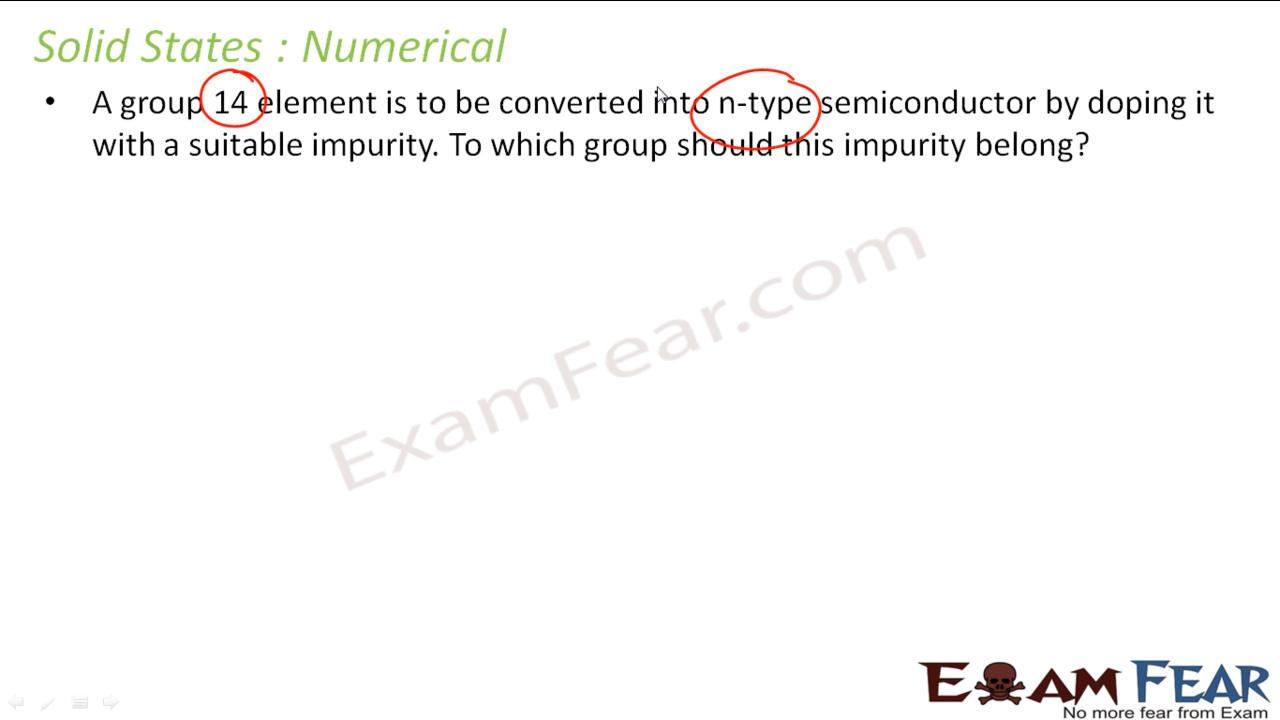 Solid States : Numerical
• A group 14 element is to be converted into n-type semiconductor by doping it
with a suitable impurity. To which group should this impurity belong?
ExamFear.com
EXAM FEAR
No more fear from Exam